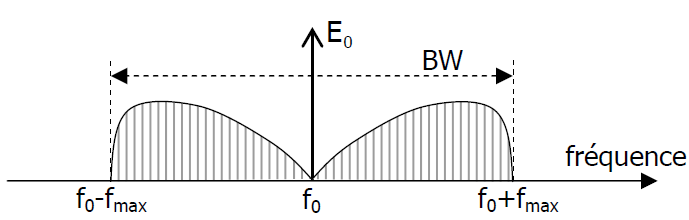 E₀
BW
fréquence
f₀-fₘₐₓ
f₀
f₀+fₘₐₓ